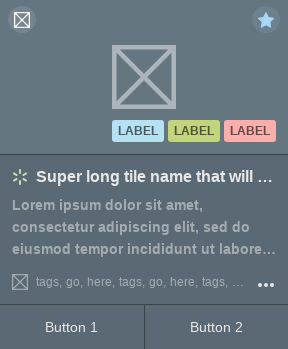 LABEL LABEL LABEL
Super long tile name that will ...
Lorem ipsum dolor sit amet,
consectetur adipiscing elit, sed do
eiusmod tempor incididunt ut labore...
tags, go, here, tags, go, here, tags, ...
Button 1 Button 2